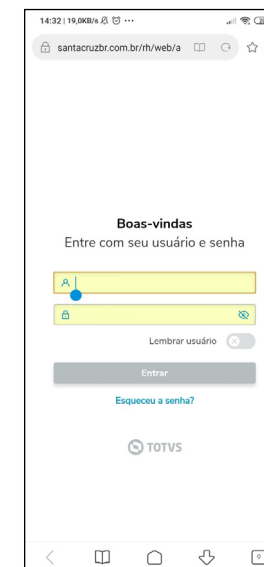 14:32 | 19,0KB/s
santacruzbr.com.br/rh/web/a
Boas-vindas
Entre com seu usuário e senha
Lembrar usuário
Entrar
Esqueceu a senha?
TOTVS
9